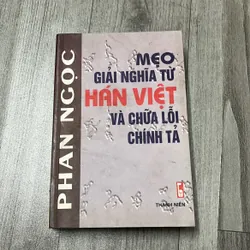 PHAN NGỌC
MẸO
GIẢI NGHĨA TỪ
HÁN VIỆT
VÀ CHỮA LỖI
CHÍNH TẢ
THANH NIÊN